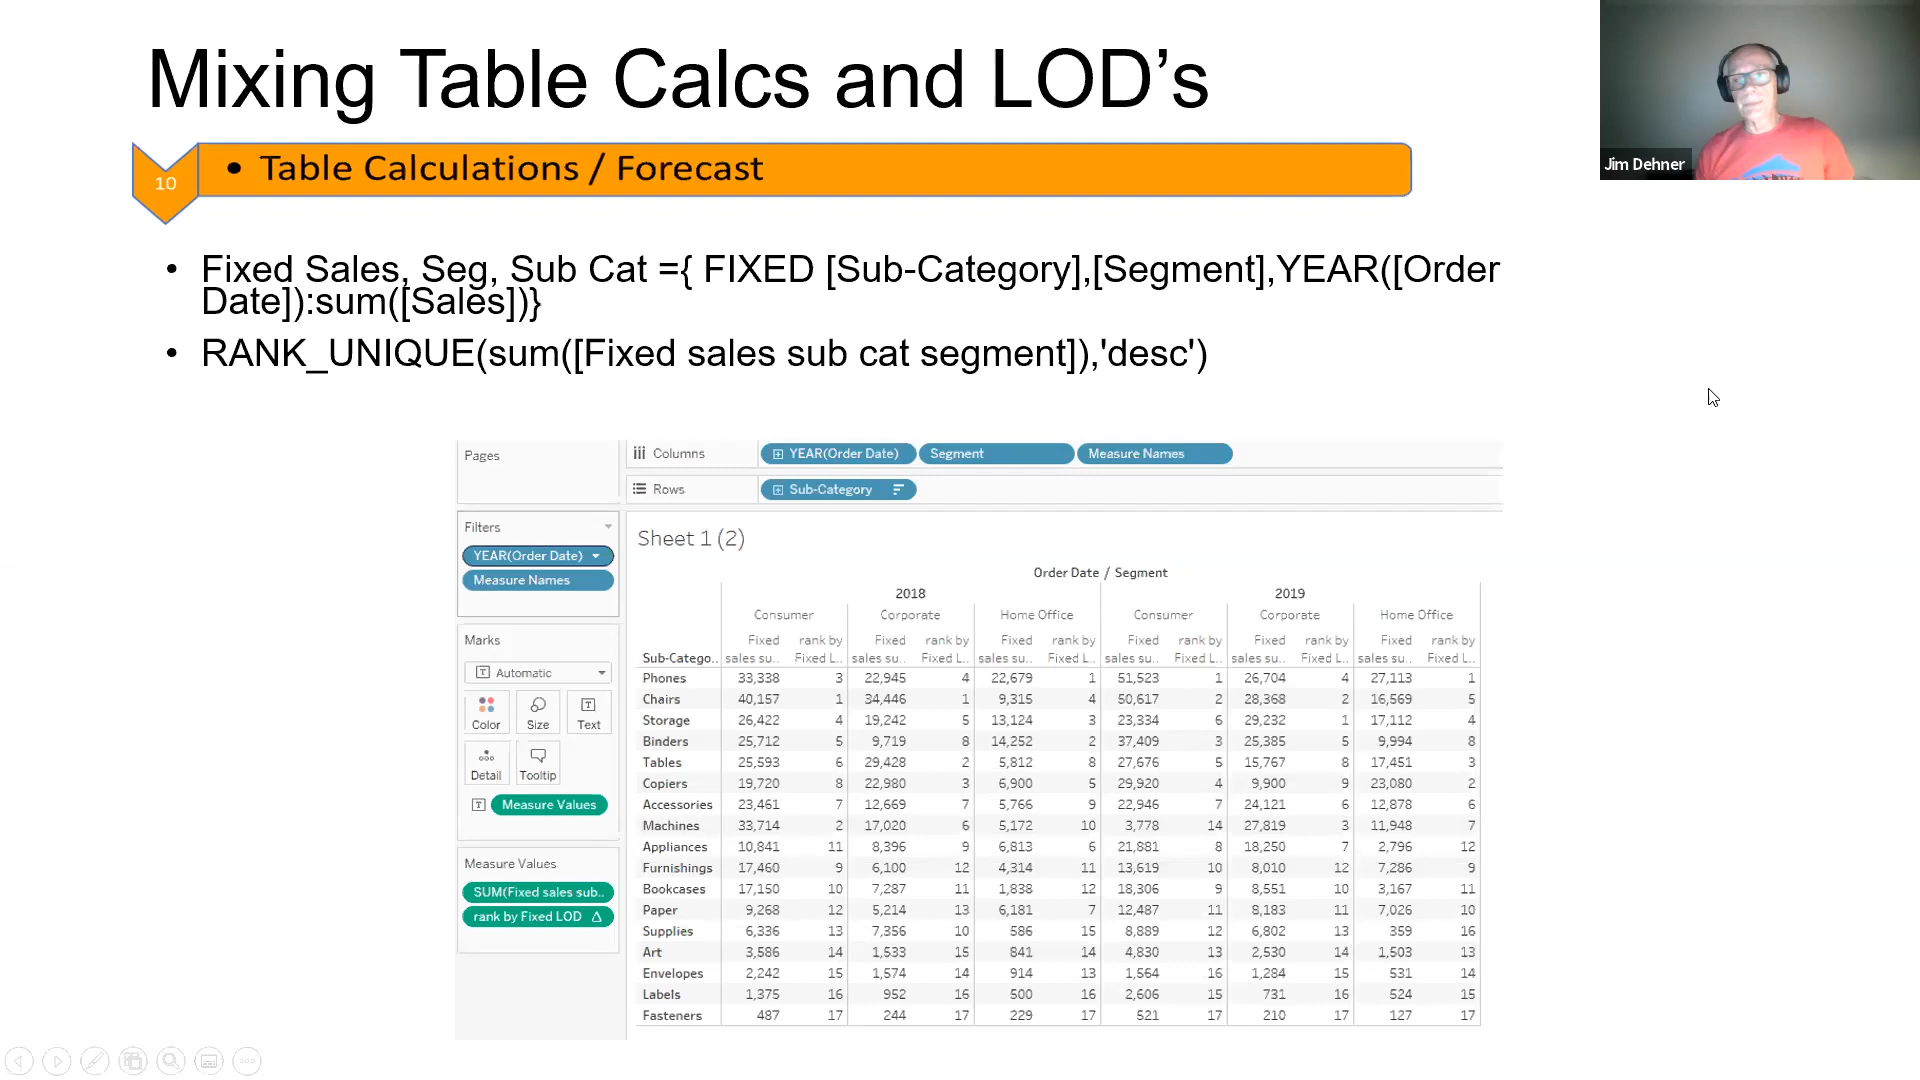 Mixing Table Calcs and LOD’s
Jim Dehner
10
• Table Calculations / Forecast
• Fixed Sales, Seg, Sub Cat ={ FIXED [Sub-Category],[Segment],YEAR([Order
Date]):sum([Sales])}
• RANK_UNIQUE(sum([Fixed sales sub cat segment]),'desc')
Pages
Columns YEAR(Order Date) Segment Measure Names
Rows Sub-Category
Filters
YEAR(Order Date)
Measure Names
Marks
Automatic
Color Size Text
Detail Tooltip
Measure Values
Measure Values
SUM(Fixed sales sub..
rank by Fixed LOD
Sheet 1 (2)
Order Date / Segment
2018 2019
Consumer Corporate Home Office Consumer Corporate Home Office
Fixed rank by Fixed rank by Fixed rank by Fixed rank by Fixed rank by Fixed rank by
Sub-Catego.. sales su.. Fixed L.. sales su.. Fixed L.. sales su.. Fixed L.. sales su.. Fixed L.. sales su.. Fixed L.. sales su.. Fixed L..
Phones 33,338 3 22,945 4 22,679 1 51,523 1 26,704 4 27,113 1
Chairs 40,157 1 34,446 1 9,315 4 50,617 2 28,368 2 16,569 5
Storage 26,422 4 19,242 5 13,124 3 23,334 6 29,232 1 17,112 4
Binders 25,712 5 9,719 8 14,252 2 37,409 3 25,385 5 9,994 8
Tables 25,593 6 29,428 2 5,812 8 27,676 5 15,767 8 17,451 3
Copiers 19,720 8 22,980 3 6,900 5 29,920 4 9,900 9 23,080 2
Accessories 23,461 7 12,669 7 5,766 9 22,946 7 24,121 6 12,878 6
Machines 33,714 2 17,020 6 5,172 10 3,778 14 27,819 3 11,948 7
Appliances 10,841 11 8,396 9 6,813 6 21,881 8 18,250 7 2,796 12
Furnishings 17,460 9 6,100 12 4,314 11 13,619 10 8,010 12 7,286 9
Bookcases 17,150 10 7,287 11 1,838 12 18,306 9 8,551 10 3,167 11
Paper 9,268 12 5,214 13 6,181 7 12,487 11 8,183 11 7,026 10
Supplies 6,336 13 7,356 10 586 15 8,889 12 6,802 13 359 16
Art 3,586 14 1,533 15 841 14 4,830 13 2,530 14 1,503 13
Envelopes 2,242 15 1,574 14 914 13 1,564 16 1,284 15 531 14
Labels 1,375 16 952 16 500 16 2,606 15 731 16 524 15
Fasteners 487 17 244 17 229 17 521 17 210 17 127 17